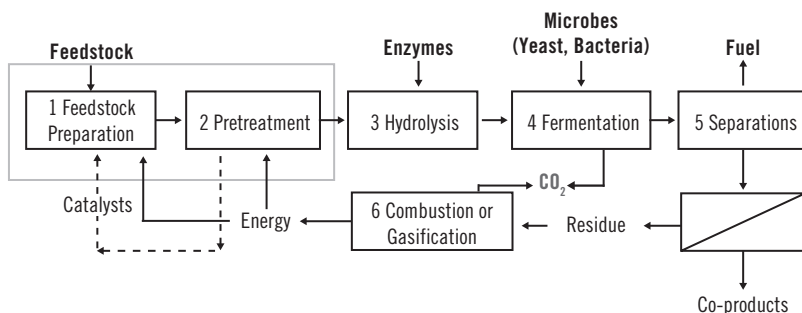 Microbes
(Yeast, Bacteria)
Feedstock
Enzymes
Fuel
1 Feedstock
Preparation
2 Pretreatment
3 Hydrolysis
4 Fermentation
5 Separations
CO₂
Catalysts
Energy
6 Combustion or
Gasification
Residue
Co-products